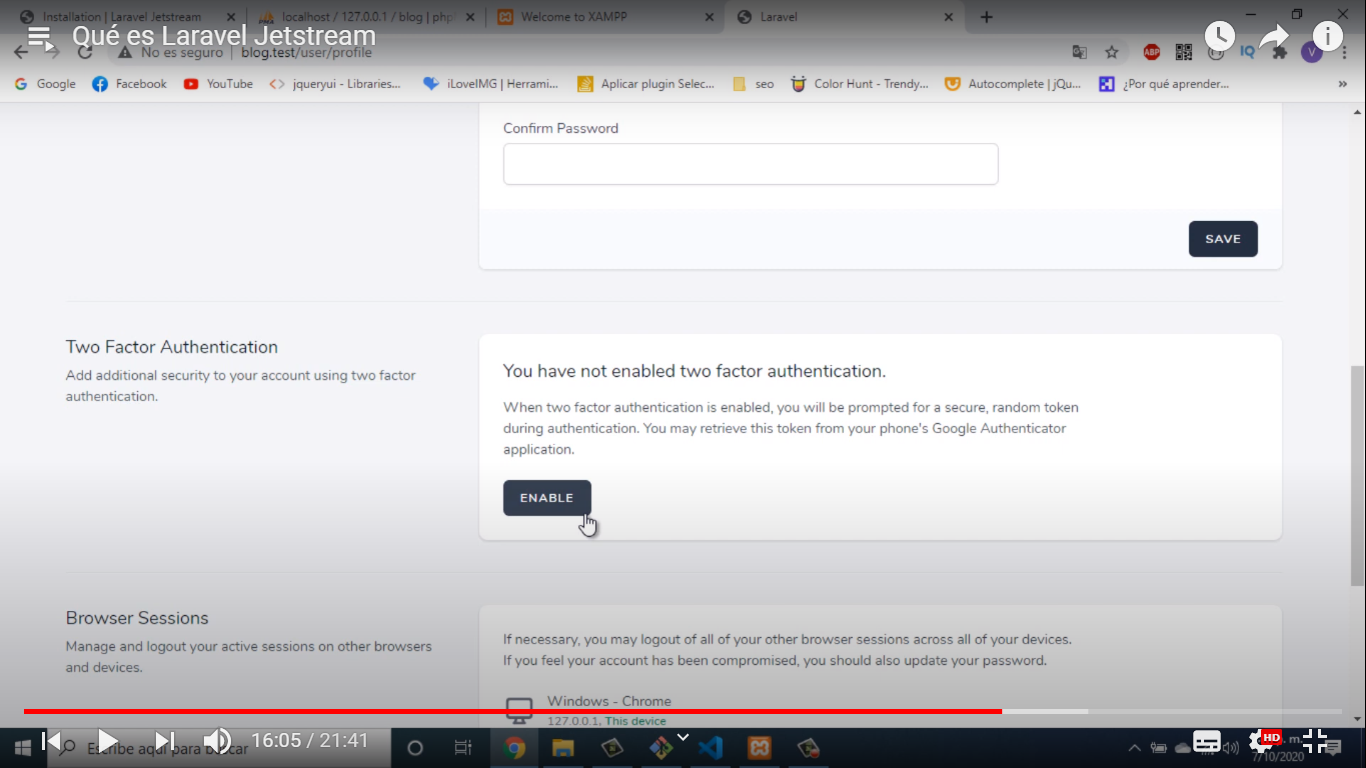 Installation | Laravel Jetstream
localhost / 127.0.0.1 / blog | php
Welcome to XAMPP
Laravel
Qué es Laravel Jetstream
No es seguro
blog.test/user/profile
ABP
IQ
V
Google
Facebook
YouTube
jqueryui - Libraries...
iLoveIMG | Herrami...
Aplicar plugin Selec...
seo
Color Hunt - Trendy...
Autocomplete | jQu...
¿Por qué aprender...
Confirm Password
SAVE
Two Factor Authentication
Add additional security to your account using two factor
authentication.
You have not enabled two factor authentication.
When two factor authentication is enabled, you will be prompted for a secure, random token
during authentication. You may retrieve this token from your phone's Google Authenticator
application.
ENABLE
Browser Sessions
Manage and logout your active sessions on other browsers
and devices.
If necessary, you may logout of all of your other browser sessions across all of your devices.
If you feel your account has been compromised, you should also update your password.
Windows - Chrome
127.0.0.1, This device
Escribe aquí para buscar
16:05 / 21:41
HD
. m.
7/10/2020